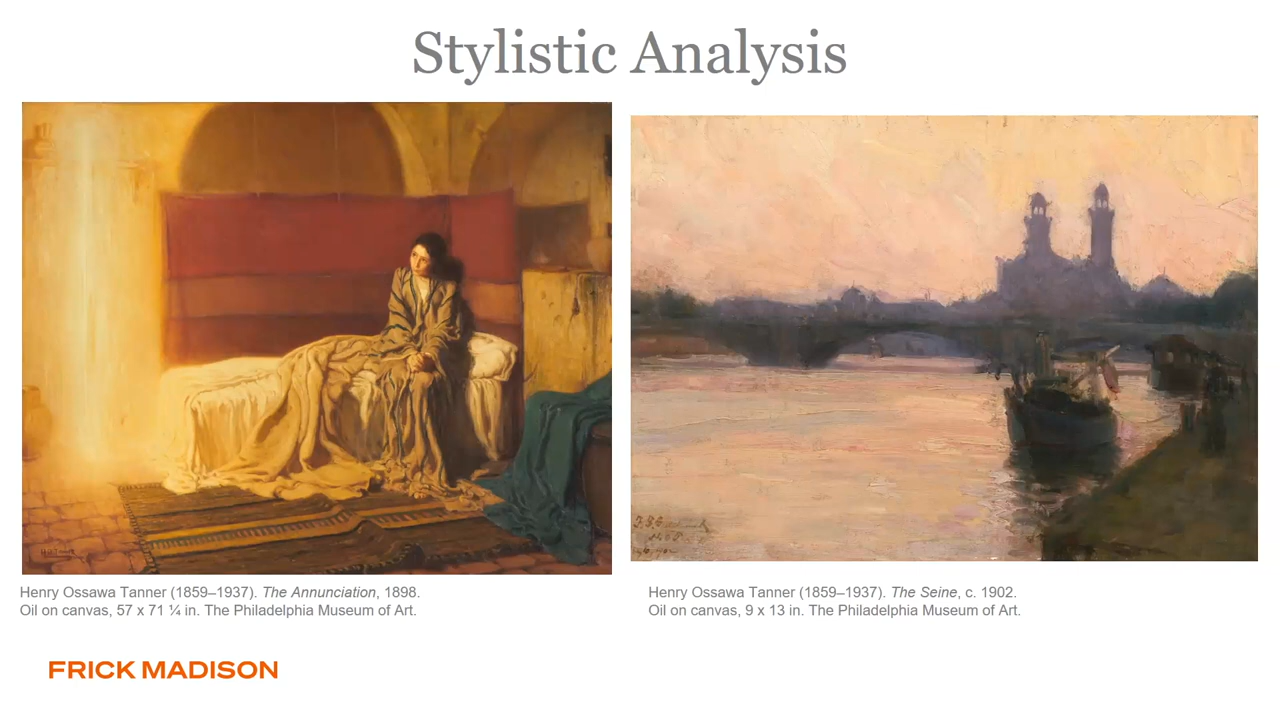 Stylistic Analysis
Henry Ossawa Tanner (1859–1937). The Annunciation, 1898.
Oil on canvas, 57 x 71 ¼ in. The Philadelphia Museum of Art.
Henry Ossawa Tanner (1859–1937). The Seine, c. 1902.
Oil on canvas, 9 x 13 in. The Philadelphia Museum of Art.
FRICK MADISON